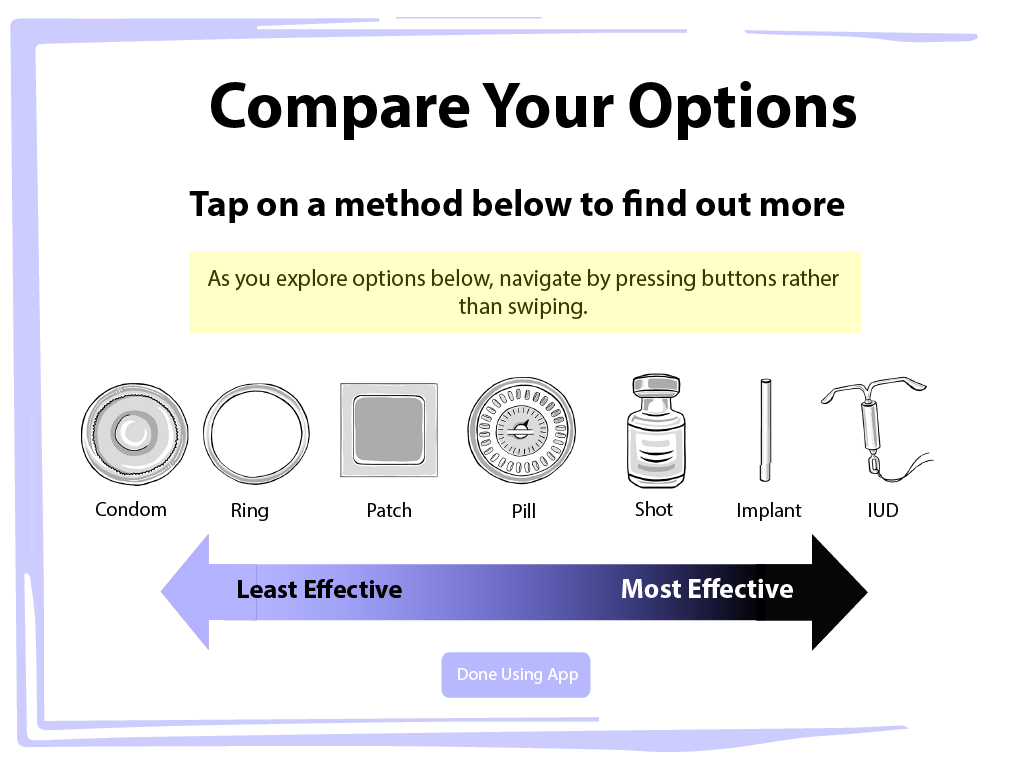 Compare Your Options
Tap on a method below to find out more
As you explore options below, navigate by pressing buttons rather
than swiping.
Condom
Ring
Patch
Pill
Shot
Implant
IUD
Least Effective
Most Effective
Done Using App